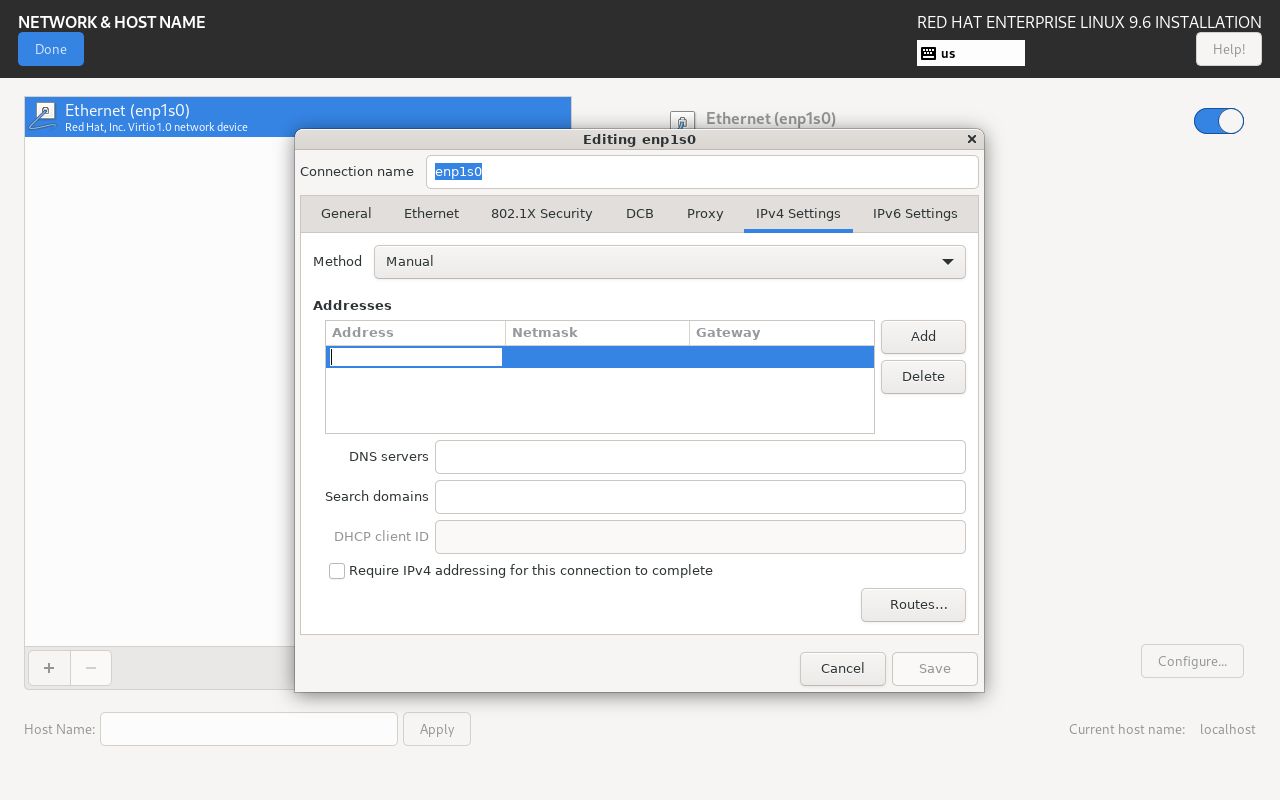 NETWORK & HOST NAME
RED HAT ENTERPRISE LINUX 9.6 INSTALLATION
Done
us
Help!
Ethernet (enp1s0)
Red Hat, Inc. Virtio 1.0 network device
Ethernet (enp1s0)
Editing enp1s0
Connection name enp1s0
General Ethernet 802.1X Security DCB Proxy IPv4 Settings IPv6 Settings
Method Manual
Addresses
Address Netmask Gateway
Add
Delete
DNS servers
Search domains
DHCP client ID
Require IPv4 addressing for this connection to complete
Routes…
Cancel Save
Configure...
Host Name: Apply
Current host name: localhost